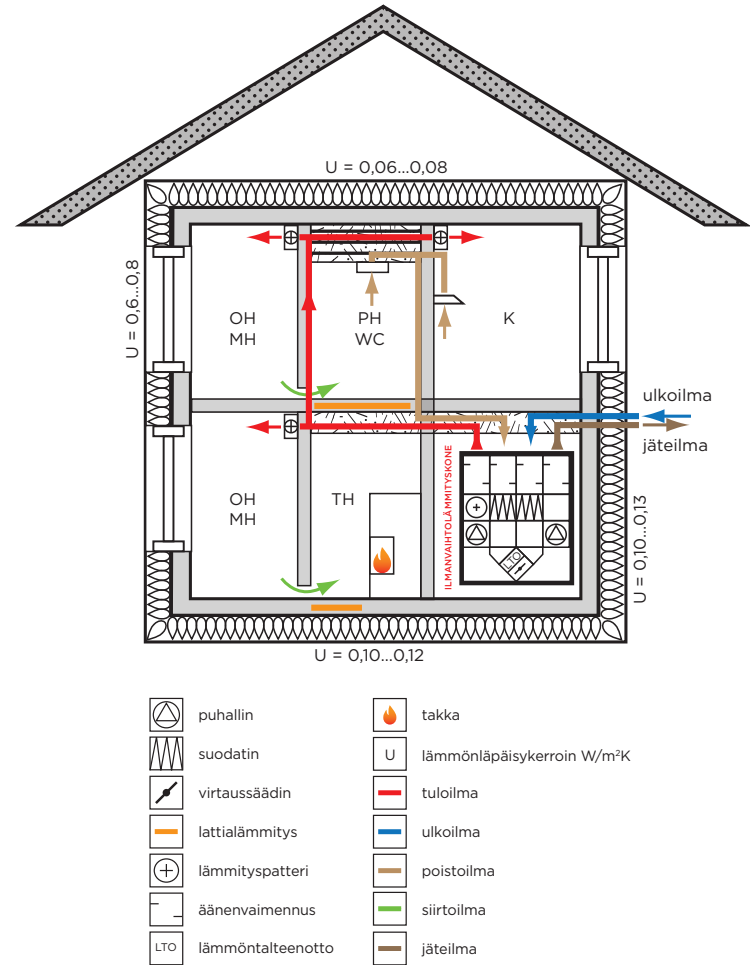 U = 0,06...0,08
U = 0,6...0,8
OH
MH
PH
WC
K
ulkoilma
jäteilma
OH
MH
TH
ILMANVAIHTOLÄMMITYSKONE
LTO
U = 0,10...0,13
U = 0,10...0,12
puhallin
suodatin
virtaussäädin
lattialämmitys
lämmityspatteri
äänenvaimennus
LTO lämmöntalteenotto
takka
U lämmönläpäisykerroin W/m²K
tuloilma
ulkoilma
poistoilma
siirtoilma
jäteilma